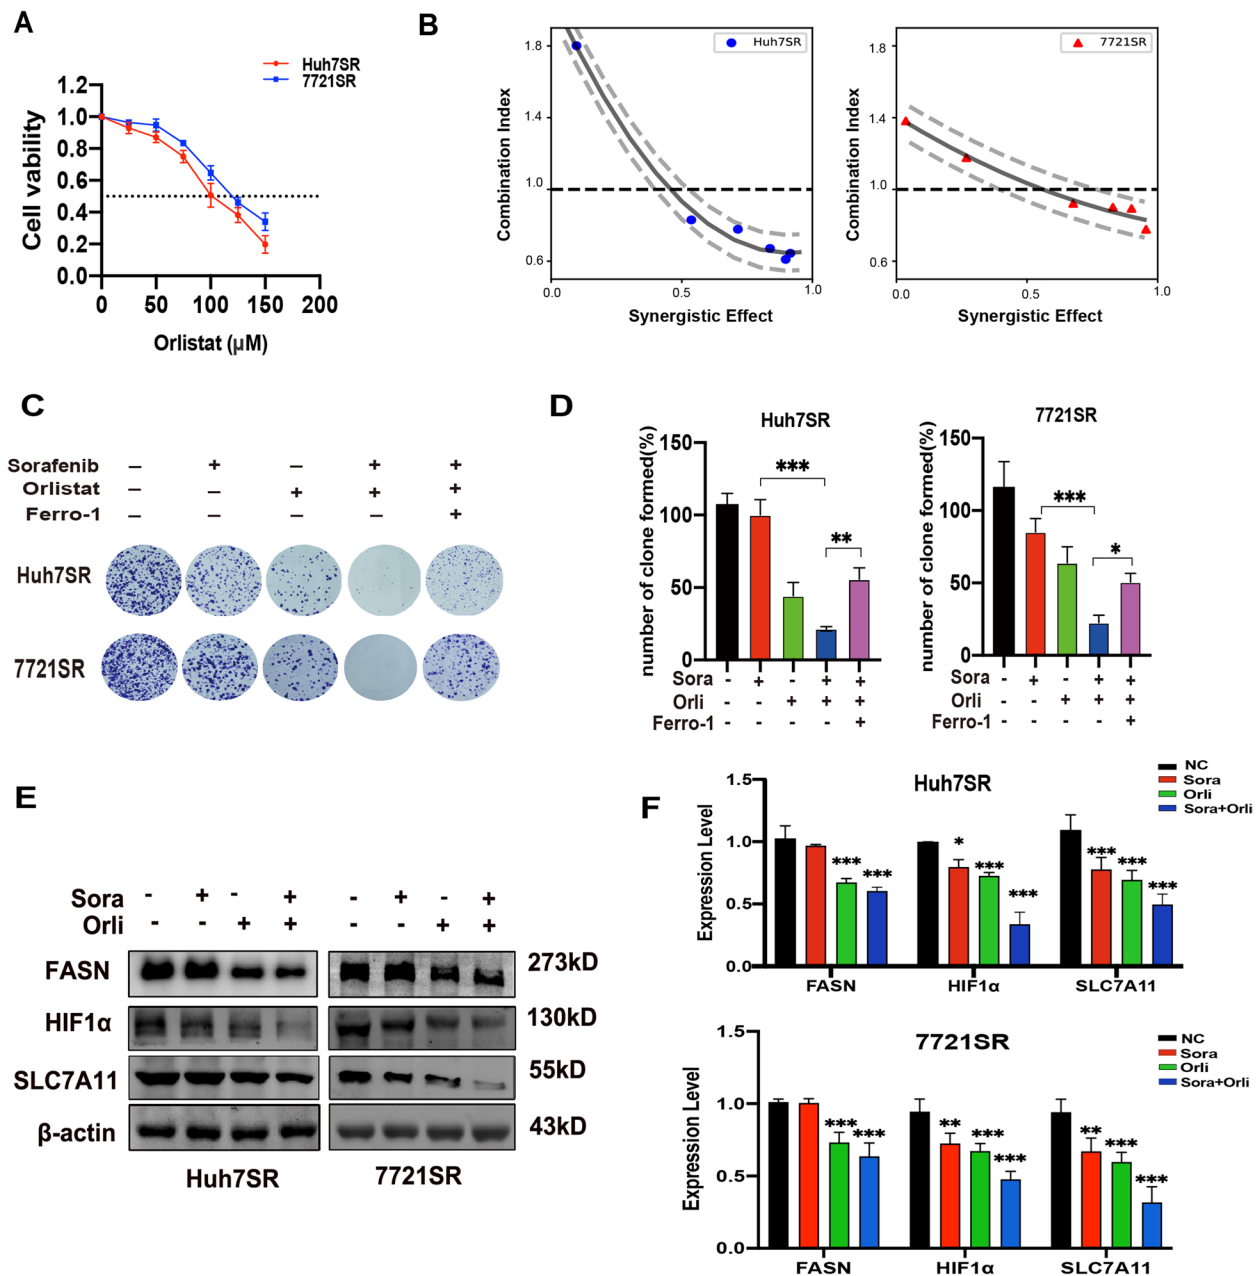 A
Huh7SR
7721SR
Cell vability
1.2
1.0
0.8
0.6
0.4
0.2
0.0
0 50 100 150 200
Orlistat (μM)
B
Huh7SR
Combination Index
1.8
1.4
1.0
0.6
0.0 0.5 1.0
Synergistic Effect
7721SR
Combination Index
1.8
1.4
1.0
0.6
0.0 0.5 1.0
Synergistic Effect
C
Sorafenib – + – + +
Orlistat – – + + +
Ferro-1 – – – – +
Huh7SR
7721SR
D
Huh7SR
number of clone formed(%)
150
100
50
0
***
**
Sora - + - + +
Orli - - + + +
Ferro-1 - - - - +
7721SR
number of clone formed(%)
150
100
50
0
***
*
Sora - + - + +
Orli - - + + +
Ferro-1 - - - - +
E
Sora - + - + - + - +
Orli - - + + - - + +
FASN 273kD
HIF1α 130kD
SLC7A11 55kD
β-actin 43kD
Huh7SR 7721SR
F
Huh7SR
NC
Sora
Orli
Sora+Orli
Expression Level
1.5
1.0
0.5
0.0
*** *** * *** *** *** *** ***
FASN HIF1α SLC7A11
7721SR
NC
Sora
Orli
Sora+Orli
Expression Level
1.5
1.0
0.5
0.0
*** *** ** *** *** ** *** ***
FASN HIF1α SLC7A11